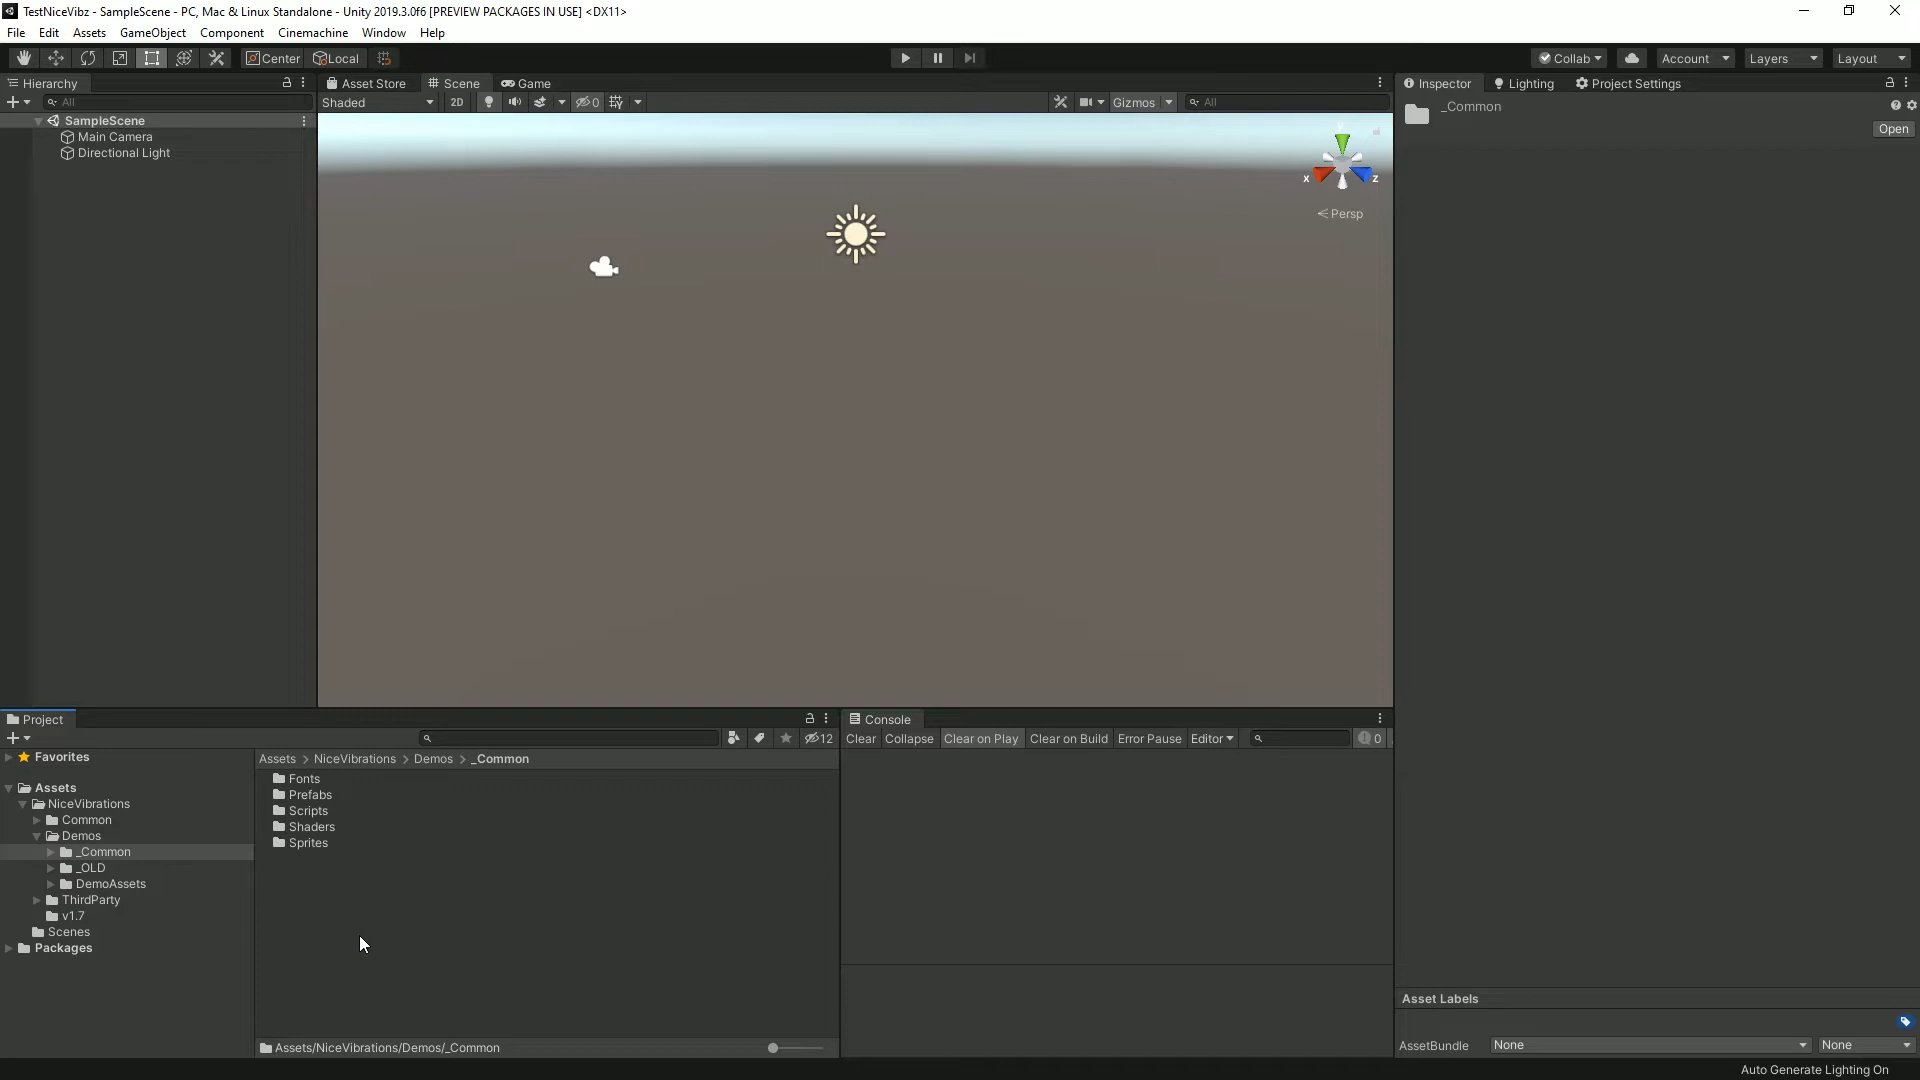 TestNiceVibz - SampleScene - PC, Mac & Linux Standalone - Unity 2019.3.0f6 [PREVIEW PACKAGES IN USE] <DX11>
File Edit Assets GameObject Component Cinemachine Window Help
Center Local Collab Account Layers Layout
Hierarchy
All
SampleScene
Main Camera
Directional Light
Asset Store Scene Game
Shaded 2D 0 Gizmos All
y
x z
Persp
Inspector Lighting Project Settings
_Common
Open
Project
12
Favorites
Assets
NiceVibrations
Common
Demos
_Common
_OLD
DemoAssets
ThirdParty
v1.7
Scenes
Packages
Assets > NiceVibrations > Demos > _Common
Fonts
Prefabs
Scripts
Shaders
Sprites
Assets/NiceVibrations/Demos/_Common
Console
Clear Collapse Clear on Play Clear on Build Error Pause Editor 0
Asset Labels
AssetBundle None None
Auto Generate Lighting On